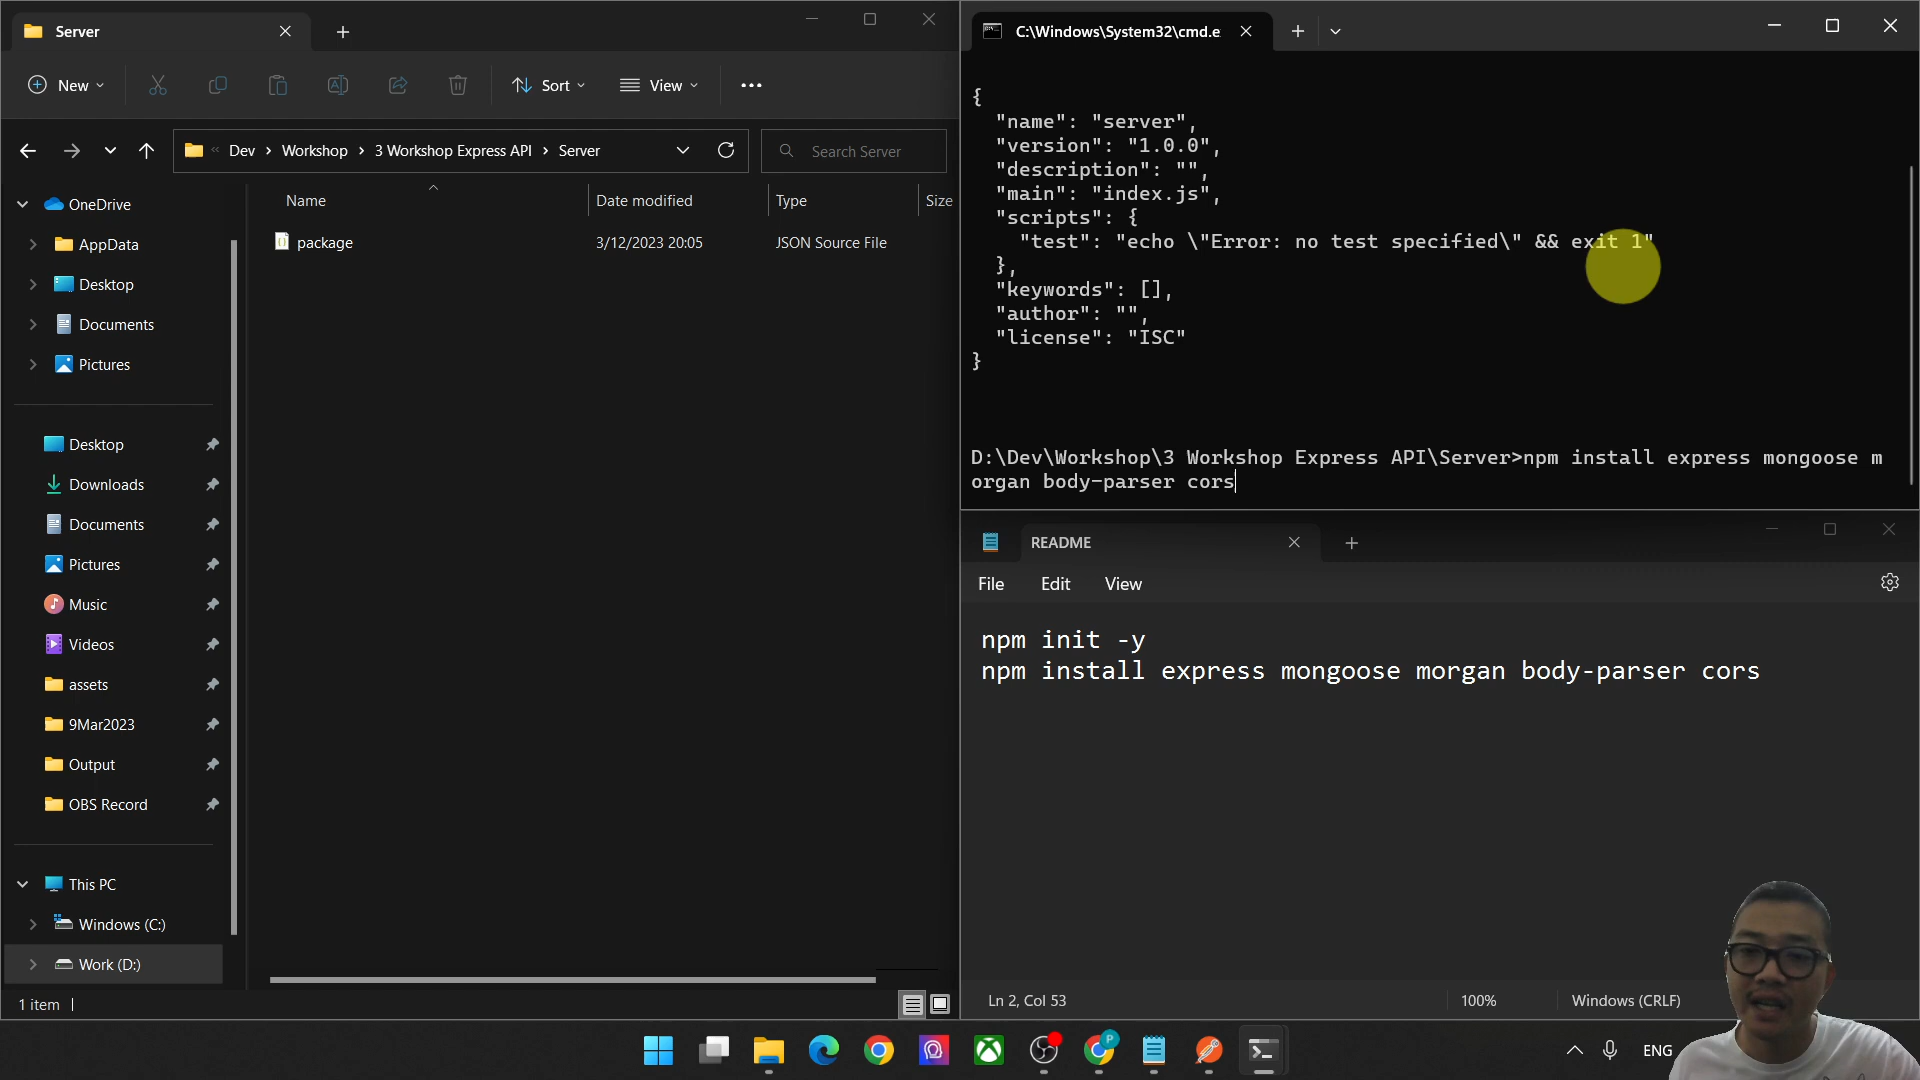 Server
New
Sort
View
Dev > Workshop > 3 Workshop Express API > Server
Search Server
OneDrive
AppData
Desktop
Documents
Pictures
Desktop
Downloads
Documents
Pictures
Music
Videos
assets
9Mar2023
Output
OBS Record
This PC
Windows (C:)
Work (D:)
Name Date modified Type Size
package 3/12/2023 20:05 JSON Source File
1 item
C:\Windows\System32\cmd.e
{
"name": "server",
"version": "1.0.0",
"description": "",
"main": "index.js",
"scripts": {
"test": "echo \"Error: no test specified\" && exit 1"
},
"keywords": [],
"author": "",
"license": "ISC"
}
D:\Dev\Workshop\3 Workshop Express API\Server>npm install express mongoose m
organ body-parser cors
README
File Edit View
npm init -y
npm install express mongoose morgan body-parser cors
Ln 2, Col 53 100% Windows (CRLF)
P
ENG